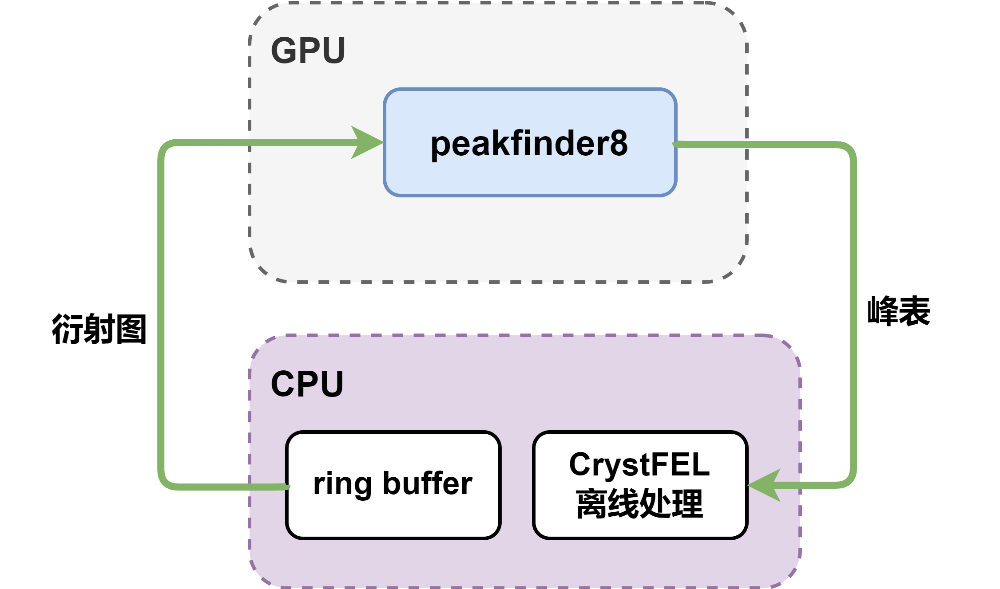 GPU
peakfinder8
衍射图
峰表
CPU
ring buffer
CrystFEL
离线处理